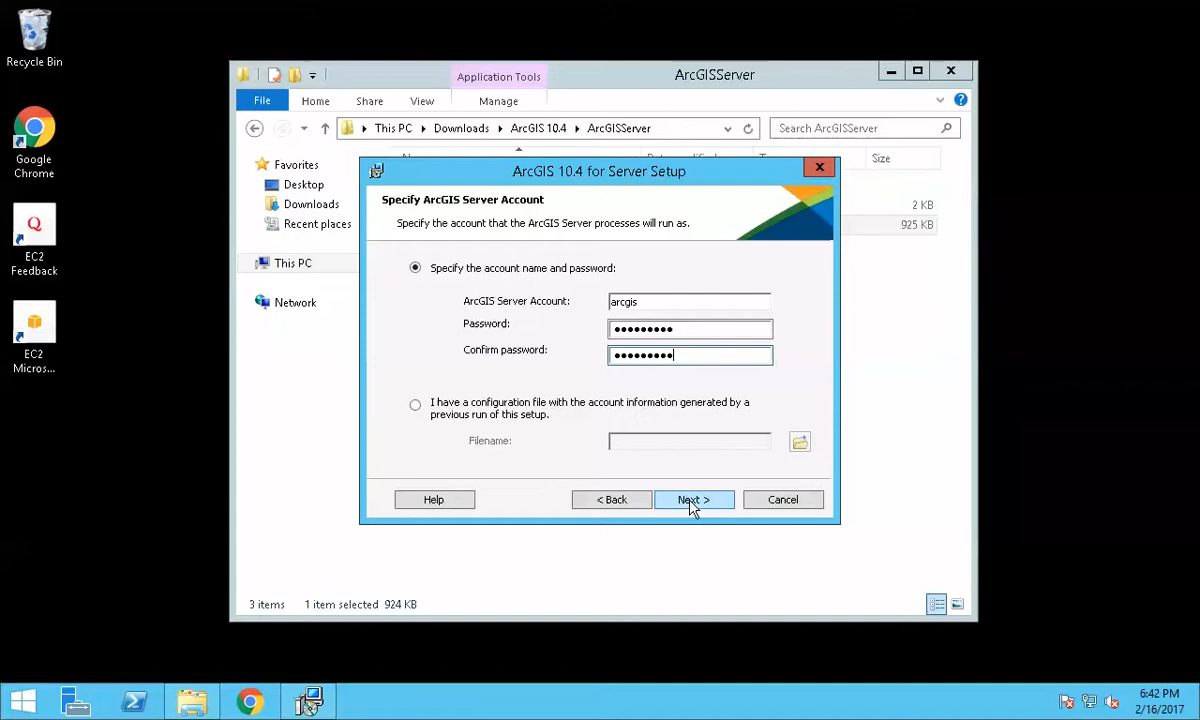 Recycle Bin
Google
Chrome
Q
EC2
Feedback
EC2
Micros...
Application Tools
ArcGISServer
File
Home
Share
View
Manage
This PC
Downloads
ArcGIS 10.4
ArcGISServer
Search ArcGISServer
Size
Favorites
Desktop
Downloads
Recent places
This PC
Network
2 KB
925 KB
ArcGIS 10.4 for Server Setup
Specify ArcGIS Server Account
Specify the account that the ArcGIS Server processes will run as.
Specify the account name and password:
ArcGIS Server Account:
arcgis
Password:
Confirm password:
I have a configuration file with the account information generated by a
previous run of this setup.
Filename:
Help
< Back
Next >
Cancel
3 items
1 item selected 924 KB
6:42 PM
2/16/2017